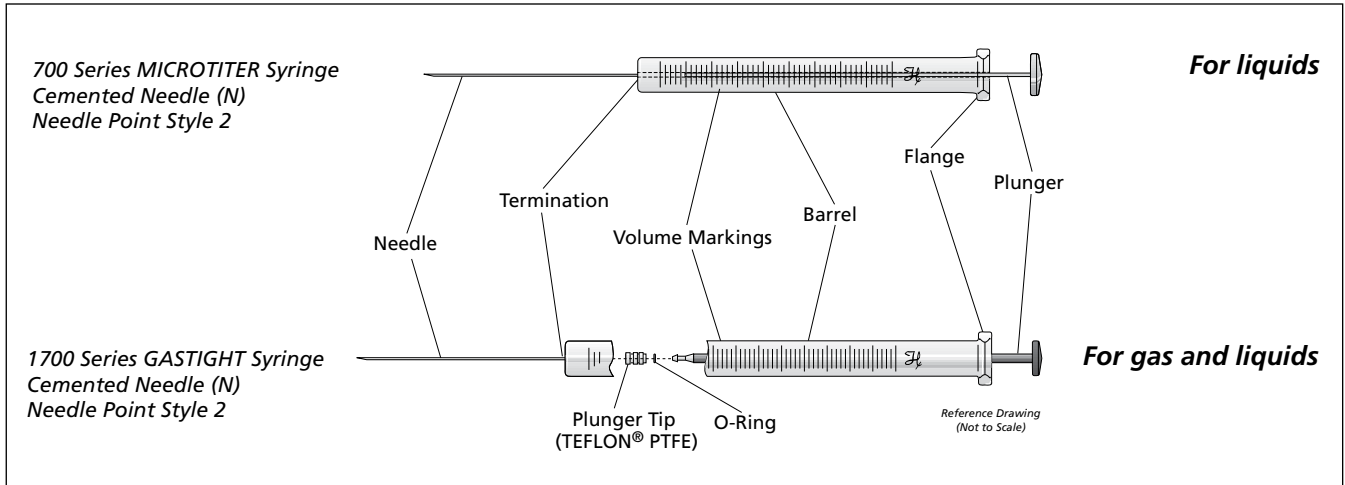 700 Series MICROTITER Syringe
Cemented Needle (N)
Needle Point Style 2
For liquids
Flange
Plunger
Termination
Barrel
Volume Markings
Needle
1700 Series GASTIGHT Syringe
Cemented Needle (N)
Needle Point Style 2
For gas and liquids
Plunger Tip
(TEFLON® PTFE)
O-Ring
Reference Drawing
(Not to Scale)